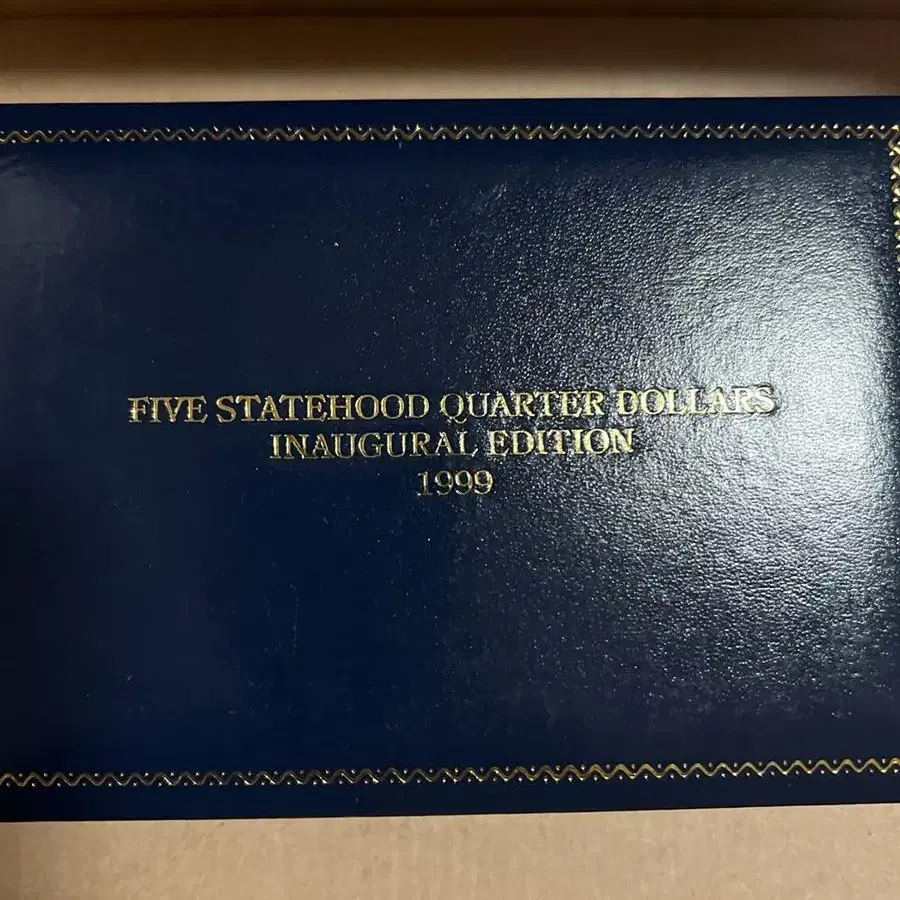 FIVE STATEHOOD QUARTER DOLLARS
INAUGURAL EDITION
1999